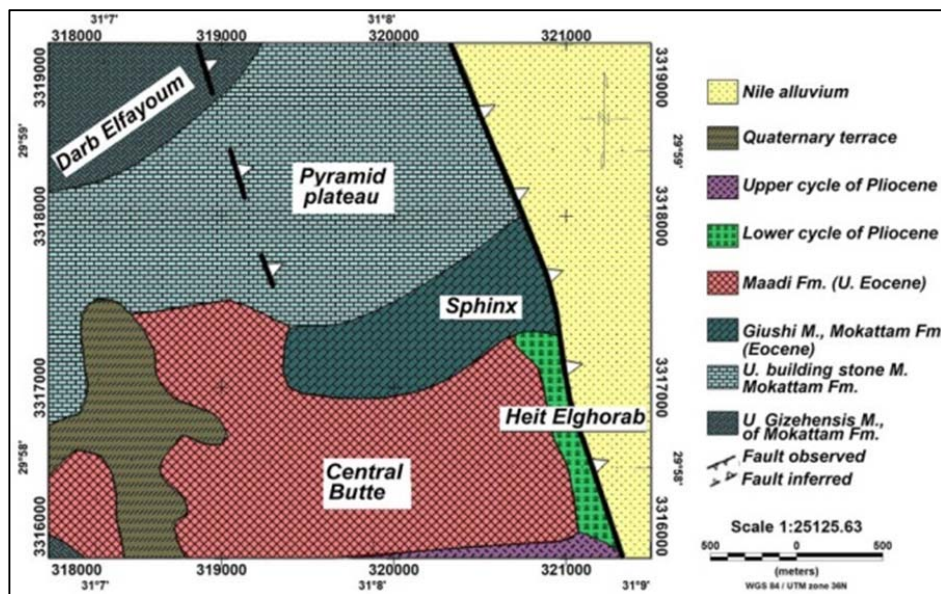 31°7' 31°8'
318000 319000 320000 321000
3319000
29°59'
3318000
3317000
29°58'
3316000
Darb Elfayoum
Pyramid
plateau
Sphinx
Heit Elghorab
Central
Butte
3319000
29°59'
3318000
3317000
29°58'
3316000
318000 319000 320000 321000
31°7' 31°8' 31°9'
Nile alluvium
Quaternary terrace
Upper cycle of Pliocene
Lower cycle of Pliocene
Maadi Fm. (U. Eocene)
Giushi M., Mokattam Fm
(Eocene)
U. building stone M.
Mokattam Fm.
U Gizehensis M.,
of Mokattam Fm.
Fault observed
Fault inferred
Scale 1:25125.63
500 0 500
(meters)
WGS 84 / UTM zone 36N